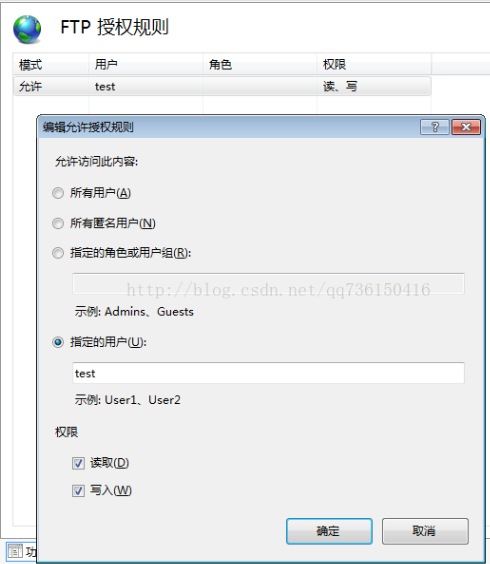 FTP 授权规则
模式 用户 角色 权限
允许 test 读、写
编辑允许授权规则
允许访问此内容:
所有用户(A)
所有匿名用户(N)
指定的角色或用户组(R):
http://blog.csdn.net/qq736150416
示例: Admins、Guests
指定的用户(U):
test
示例: User1、User2
权限
读取(D)
写入(W)
确定 取消
功